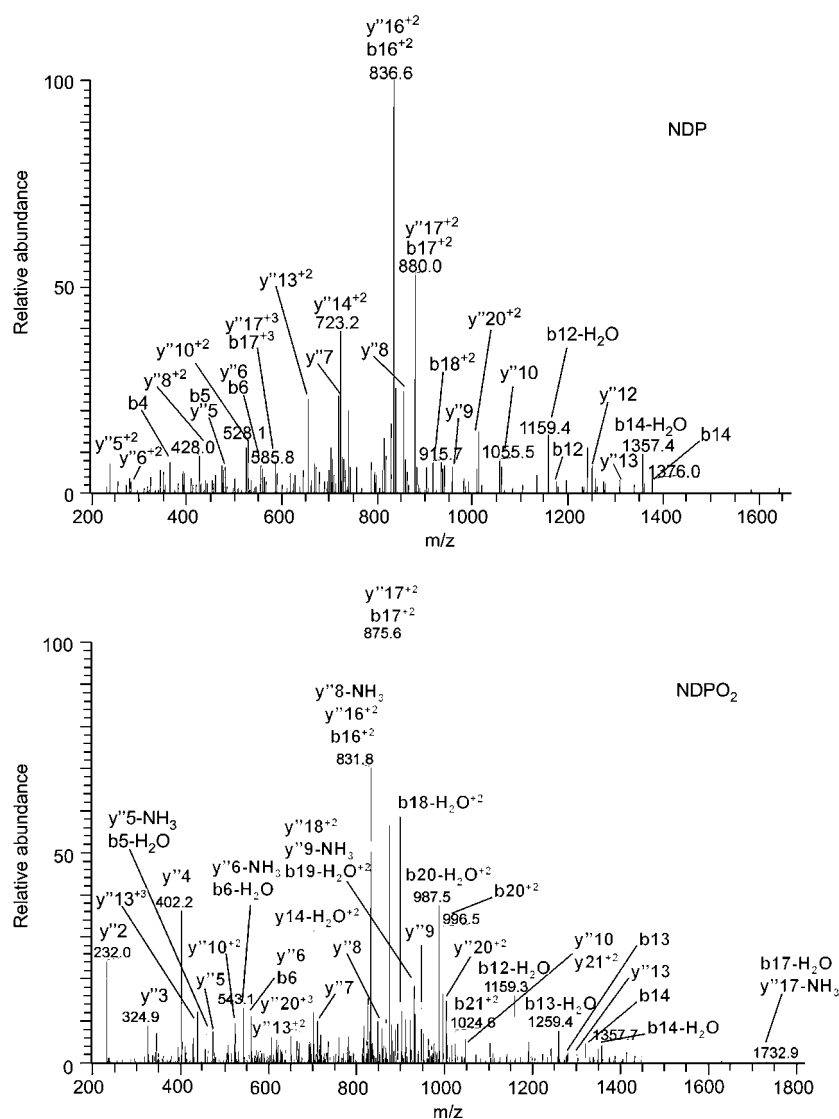 y''16+2
b16+2
836.6
100
NDP
y''17+2
b17+2
880.0
Relative abundance
50
y''13+2
y''14+2
723.2
y''17+3
b17+3
y''20+2
y''10+2
y''7
y''8
b12-H2O
y''6
b6
b18+2
y''10
y''8+2
b5
y''5
y''12
b4
528.1
y''9
1159.4
b14-H2O
1357.4
y''5+2
y''6+2
428.0
585.8
915.7
1055.5
b12
y''13
b14
1376.0
0
200 400 600 800 1000 1200 1400 1600
m/z
y''17+2
b17+2
875.6
100
NDPO2
y''8-NH3
y''16+2
b16+2
831.8
b18-H2O+2
y''5-NH3
b5-H2O
y''18+2
y''9-NH3
b19-H2O+2
Relative abundance
50
y''6-NH3
b6-H2O
b20-H2O+2
987.5
b20+2
996.5
y''4
402.2
y''13+3
y14-H2O+2
y''2
232.0
y''10+2
y''6
b6
y''8
y''9
y''20+2
y''10
y''21+2
b13
y''3
324.9
y''5
543.1
y''20+3
y''7
b12-H2O
1159.3
y''13
b17-H2O
y''17-NH3
y''13+2
b21+2
1024.6
b13-H2O
1259.4
b14
1357.7
b14-H2O
1732.9
0
200 400 600 800 1000 1200 1400 1600 1800
m/z